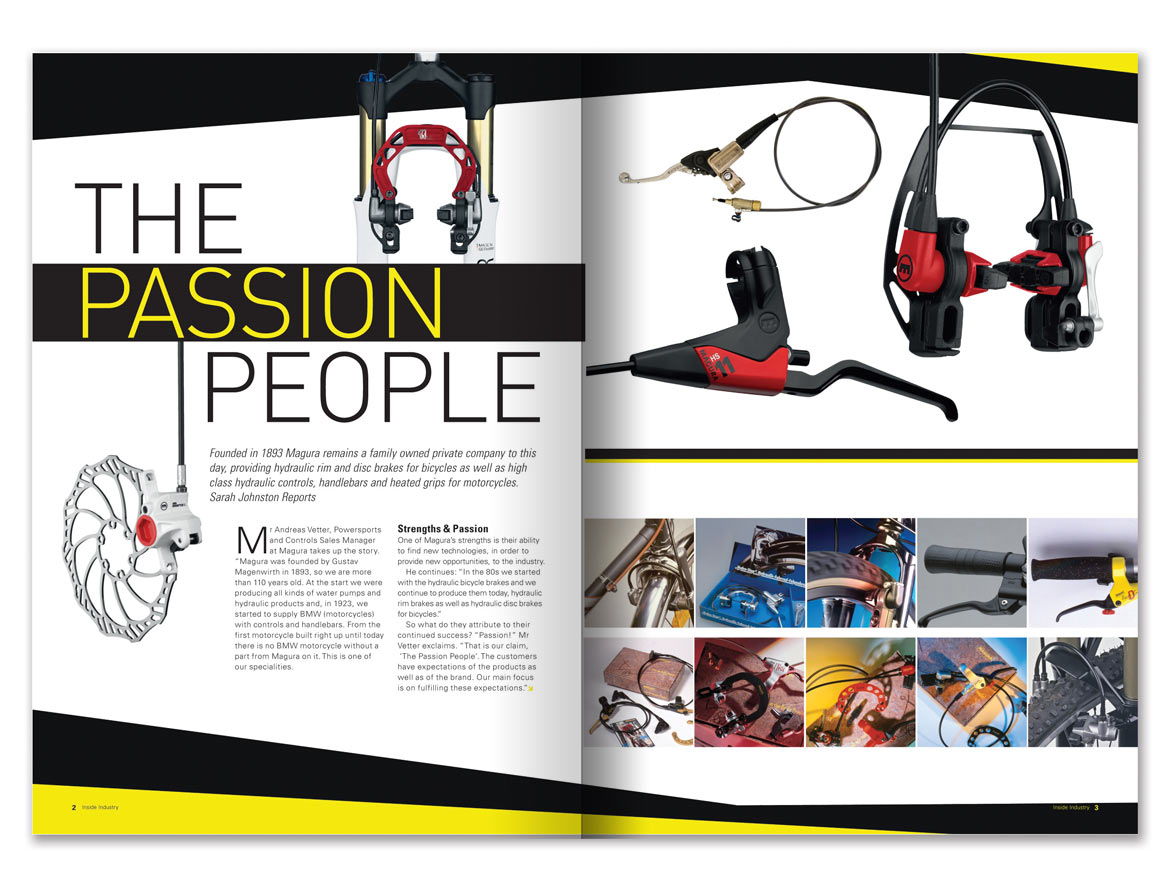 THE
PASSION
PEOPLE
Founded in 1893 Magura remains a family owned private company to this
day, providing hydraulic rim and disc brakes for bicycles as well as high
class hydraulic controls, handlebars and heated grips for motorcycles.
Sarah Johnston Reports
Mr Andreas Vetter, Powersports
and Controls Sales Manager
at Magura takes up the story.
“Magura was founded by Gustav
Magenwirth in 1893, so we are more
than 110 years old. At the start we were
producing all kinds of water pumps and
hydraulic products and, in 1923, we
started to supply BMW (motorcycles)
with controls and handlebars. From the
first motorcycle built right up until today
there is no BMW motorcycle without a
part from Magura on it. This is one of
our specialities.
Strengths & Passion
One of Magura’s strengths is their ability
to find new technologies, in order to
provide new opportunities, to the industry.
He continues: “In the 80s we started
with the hydraulic bicycle brakes and we
continue to produce them today, hydraulic
rim brakes as well as hydraulic disc brakes
for bicycles.”
So what do they attribute to their
continued success? “Passion!” Mr
Vetter exclaims. “That is our claim,
‘The Passion People’. The customers
have expectations of the products as
well as of the brand. Our main focus
is on fulfilling these expectations.”
HS
11
MAGURA
2 Inside Industry
Inside Industry 3